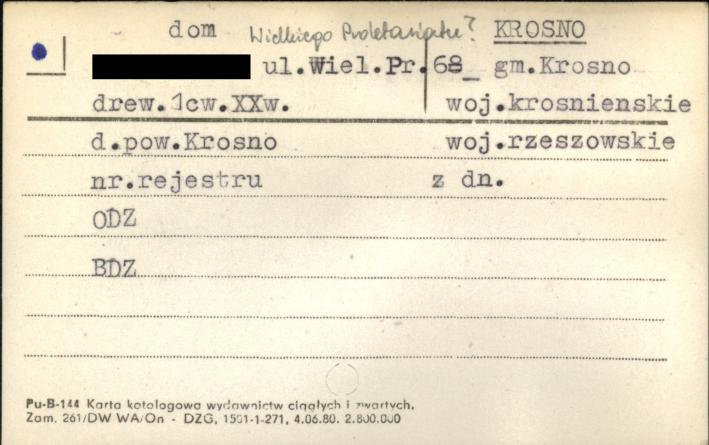 dom Wielkiego Proletariatu? KROSNO
ul.Wiel.Pr.68 gm.Krosno
drew.1cw.XXw. woj.krosnienskie
d.pow.Krosno woj.rzeszowskie
nr.rejestru z dn.
ODZ
BDZ
Pu-B-144 Karta katalogowa wydawnictw ciągłych i zwartych.
Zam. 261/DW WA/On - DZG, 1501-1-271, 4.06.80. 2.800.000